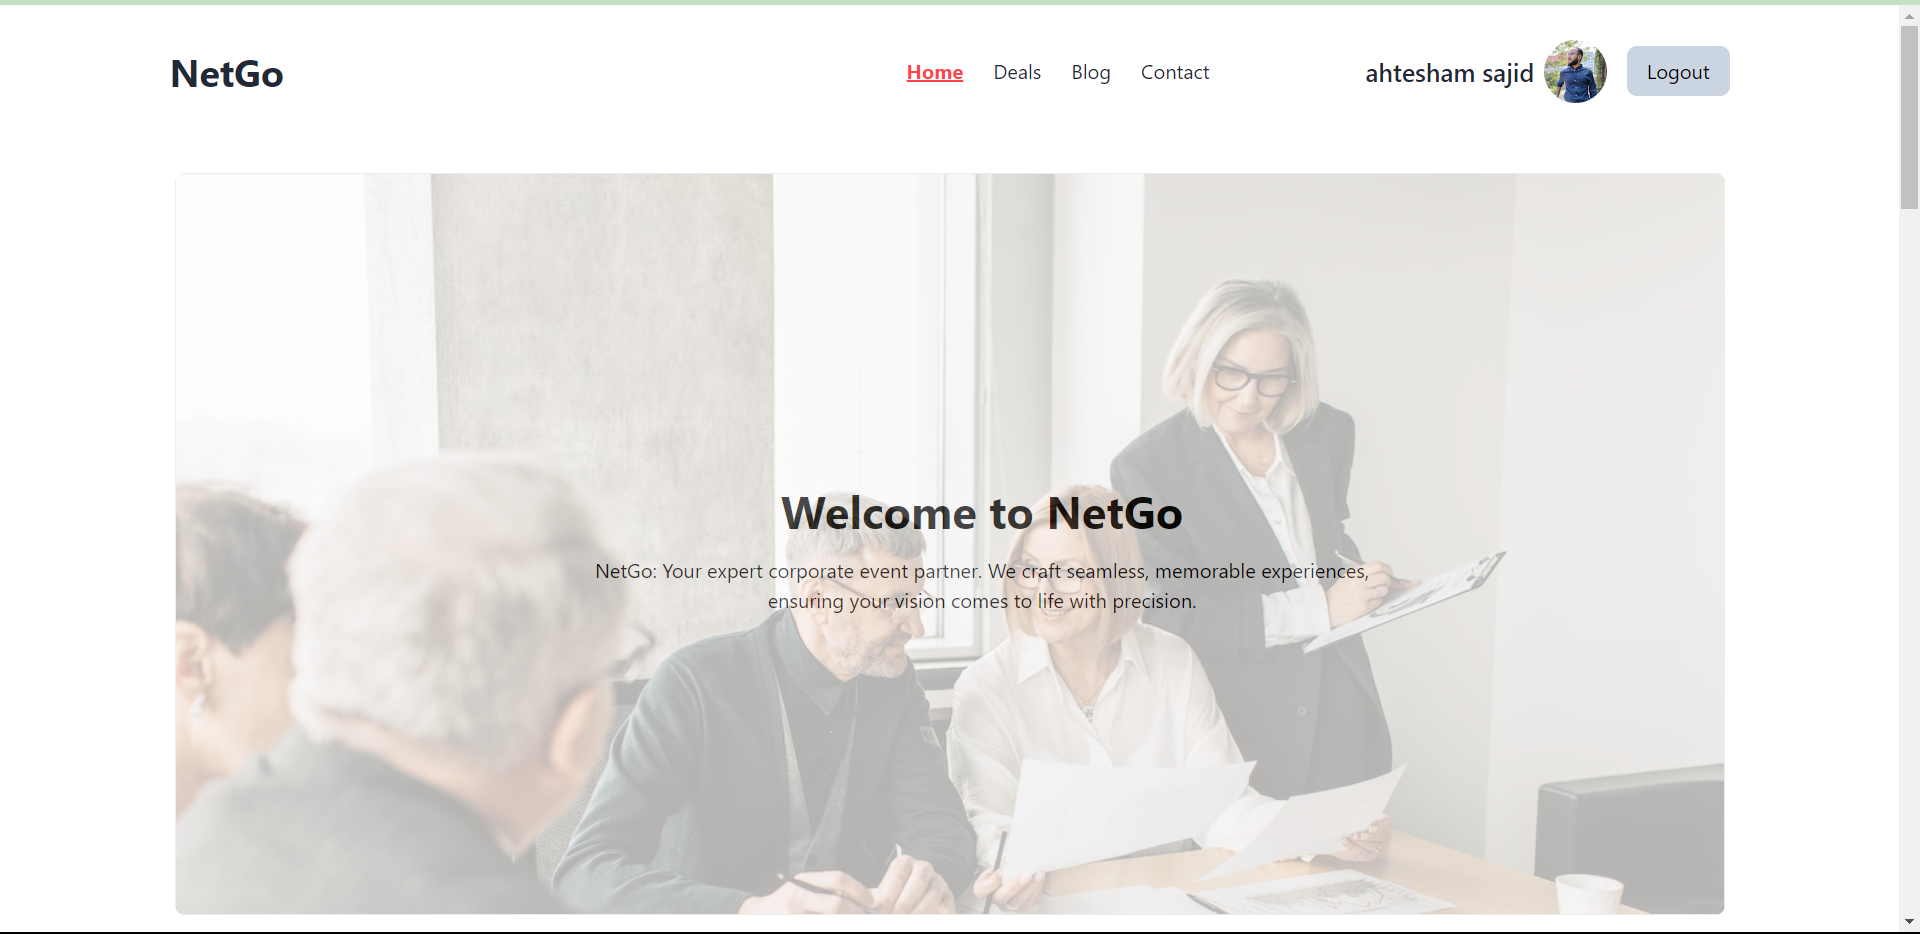 NetGo
Home
Deals
Blog
Contact
ahtesham sajid
Logout
Welcome to NetGo
NetGo: Your expert corporate event partner. We craft seamless, memorable experiences,
ensuring your vision comes to life with precision.